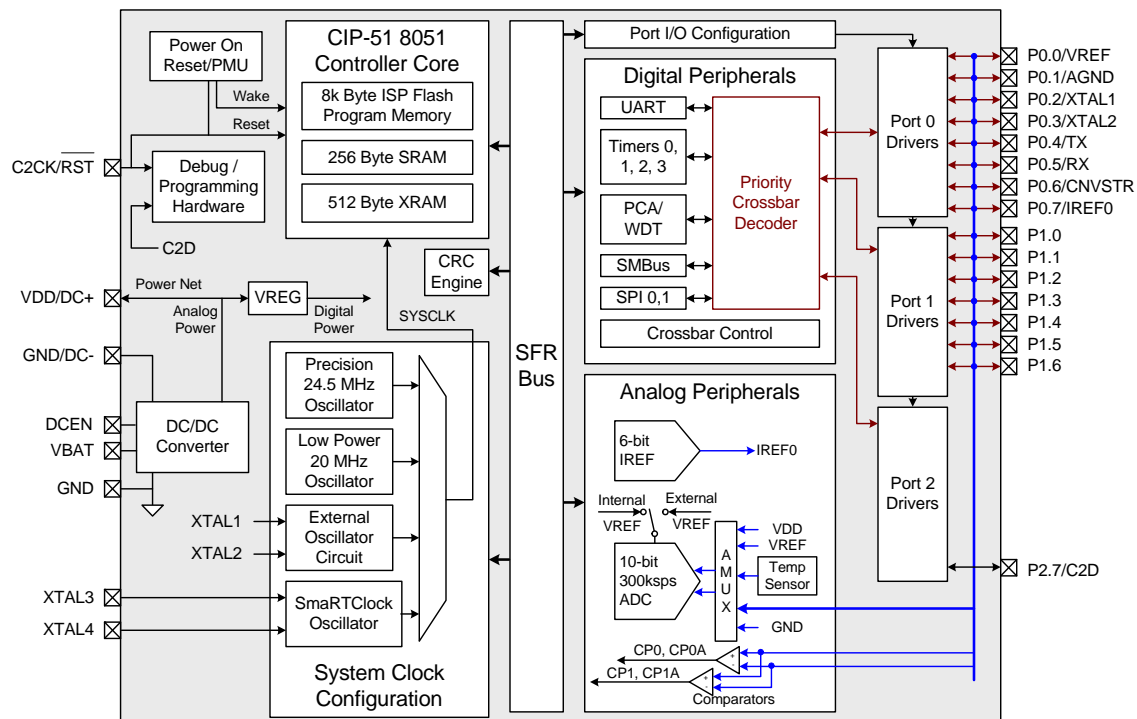 Power On
Reset/PMU
Wake
Reset
C2CK/RST
Debug /
Programming
Hardware
C2D
CIP-51 8051
Controller Core
8k Byte ISP Flash
Program Memory
256 Byte SRAM
512 Byte XRAM
CRC
Engine
VDD/DC+
Power Net
Analog
Power
VREG
Digital
Power
SYSCLK
GND/DC-
DCEN
VBAT
DC/DC
Converter
GND
XTAL1
XTAL2
XTAL3
XTAL4
Precision
24.5 MHz
Oscillator
Low Power
20 MHz
Oscillator
External
Oscillator
Circuit
SmaRTClock
Oscillator
System Clock
Configuration
SFR
Bus
Port I/O Configuration
Digital Peripherals
UART
Timers 0,
1, 2, 3
PCA/
WDT
SMBus
SPI 0,1
Priority
Crossbar
Decoder
Crossbar Control
Analog Peripherals
6-bit
IREF
IREF0
Internal
VREF
External
VREF
10-bit
300ksps
ADC
A
M
U
X
VDD
VREF
Temp
Sensor
GND
CP0, CP0A
+
-
CP1, CP1A
+
-
Comparators
Port 0
Drivers
Port 1
Drivers
Port 2
Drivers
P0.0/VREF
P0.1/AGND
P0.2/XTAL1
P0.3/XTAL2
P0.4/TX
P0.5/RX
P0.6/CNVSTR
P0.7/IREF0
P1.0
P1.1
P1.2
P1.3
P1.4
P1.5
P1.6
P2.7/C2D